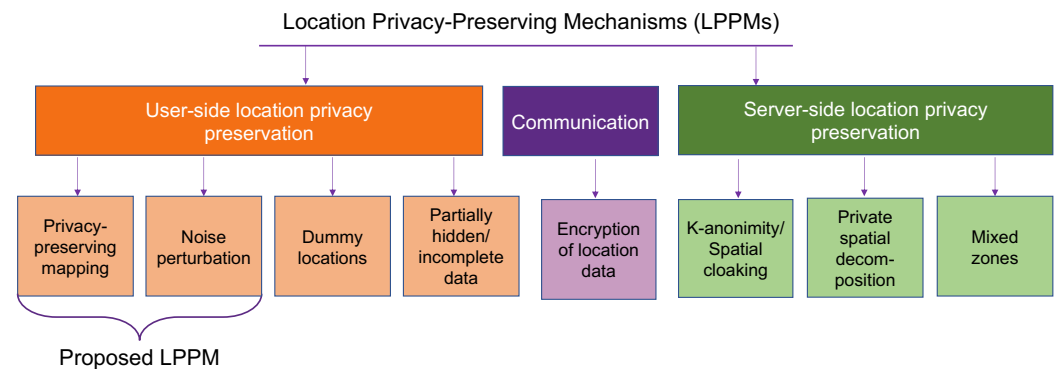 Location Privacy-Preserving Mechanisms (LPPMs)
User-side location privacy
preservation
Communication
Server-side location privacy
preservation
Privacy-
preserving
mapping
Noise
perturbation
Dummy
locations
Partially
hidden/
incomplete
data
Encryption
of location
data
K-anonimity/
Spatial
cloaking
Private
spatial
decom-
position
Mixed
zones
Proposed LPPM